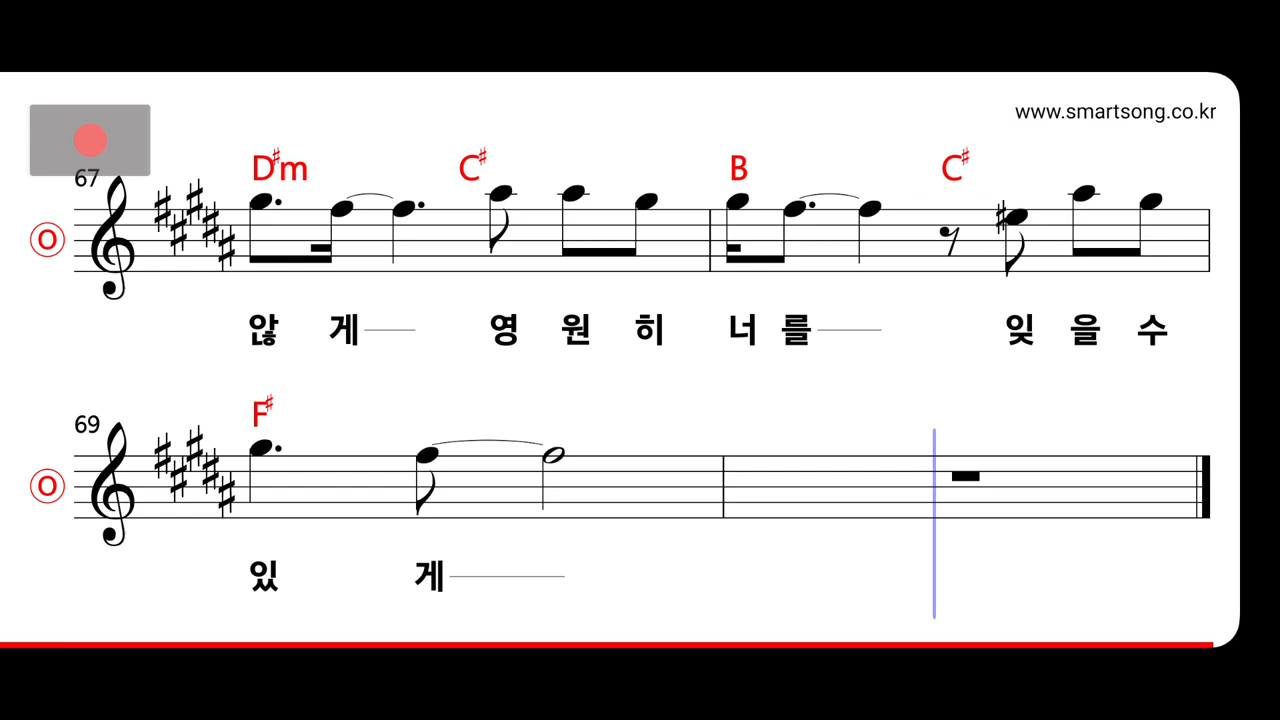 www.smartsong.co.kr
67
D♯m C♯ B C♯
O
않 게 영 원 히 너 를 잊 을 수
69
F♯
O
있 게